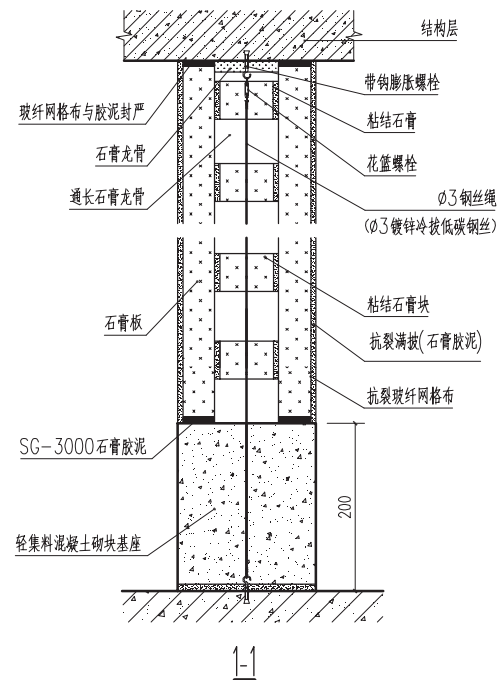 结构层
带钩膨胀螺栓
玻纤网格布与胶泥封严
粘结石膏
石膏龙骨
花篮螺栓
通长石膏龙骨
Ø3钢丝绳
(Ø3镀锌冷拔低碳钢丝)
粘结石膏块
石膏板
抗裂满披(石膏胶泥)
抗裂玻纤网格布
SG-3000石膏胶泥
200
轻集料混凝土砌块基座
1-1